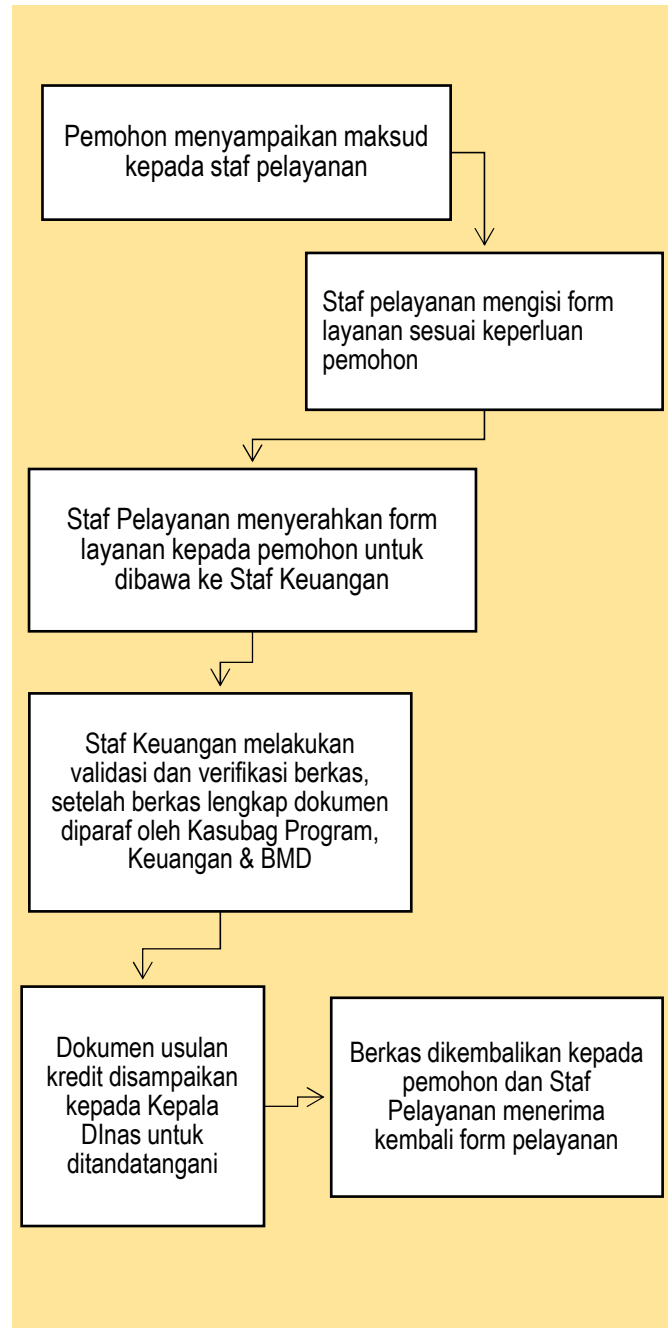 Pemohon menyampaikan maksud
kepada staf pelayanan
Staf pelayanan mengisi form
layanan sesuai keperluan
pemohon
Staf Pelayanan menyerahkan form
layanan kepada pemohon untuk
dibawa ke Staf Keuangan
Staf Keuangan melakukan
validasi dan verifikasi berkas,
setelah berkas lengkap dokumen
diparaf oleh Kasubag Program,
Keuangan & BMD
Dokumen usulan
kredit disampaikan
kepada Kepala
DInas untuk
ditandatangani
Berkas dikembalikan kepada
pemohon dan Staf
Pelayanan menerima
kembali form pelayanan